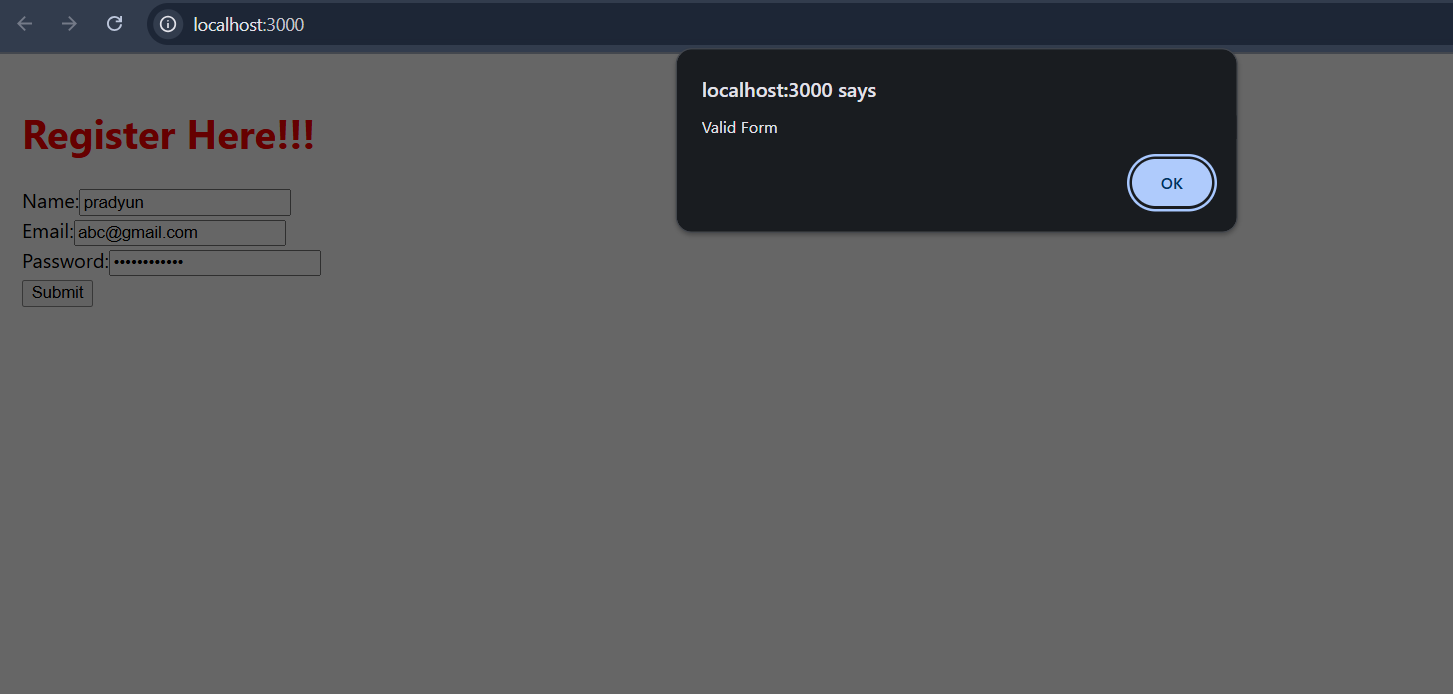 localhost:3000
localhost:3000 says
Valid Form
OK
Register Here!!!
Name:pradyun
Email:abc@gmail.com
Password:••••••••••••
Submit